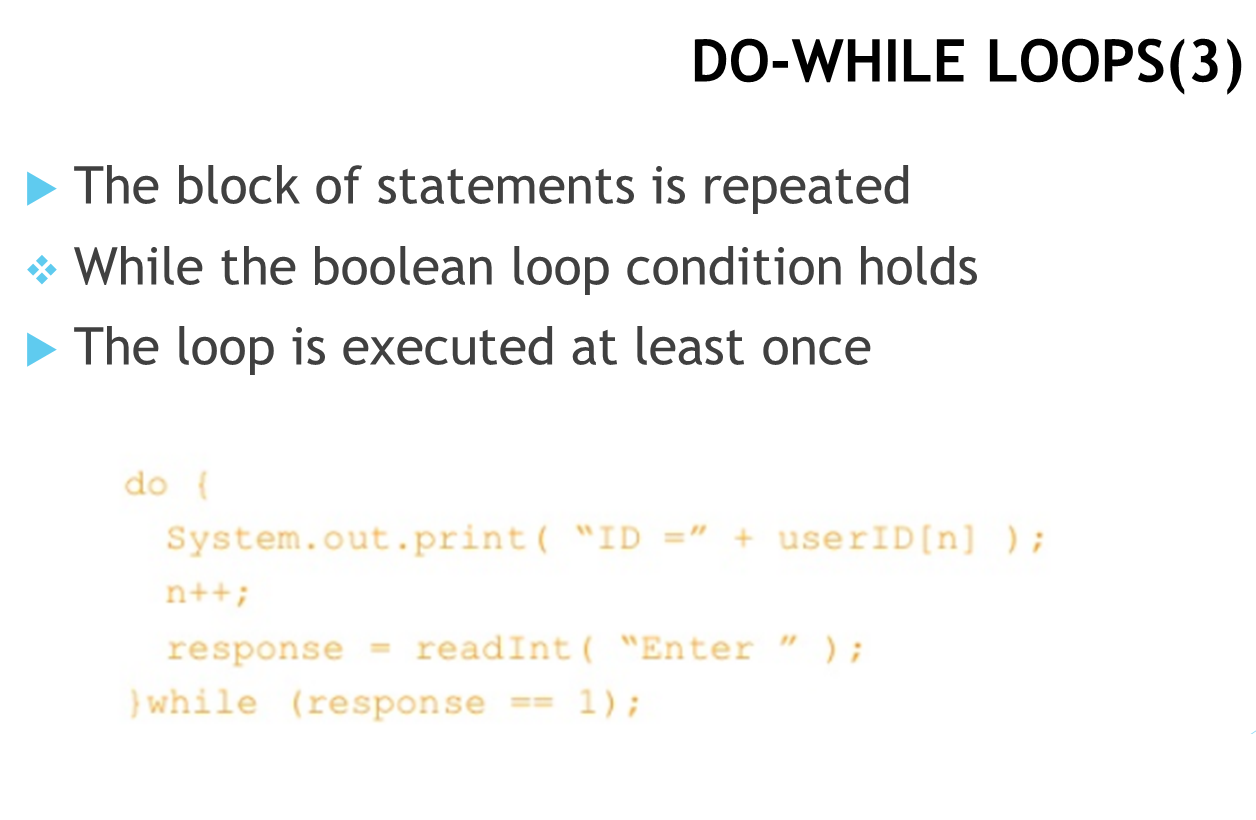 DO-WHILE LOOPS(3)
The block of statements is repeated
While the boolean loop condition holds
The loop is executed at least once
do {
System.out.print( “ID =” + userID[n] );
n++;
response = readInt( “Enter ” );
}while (response == 1);